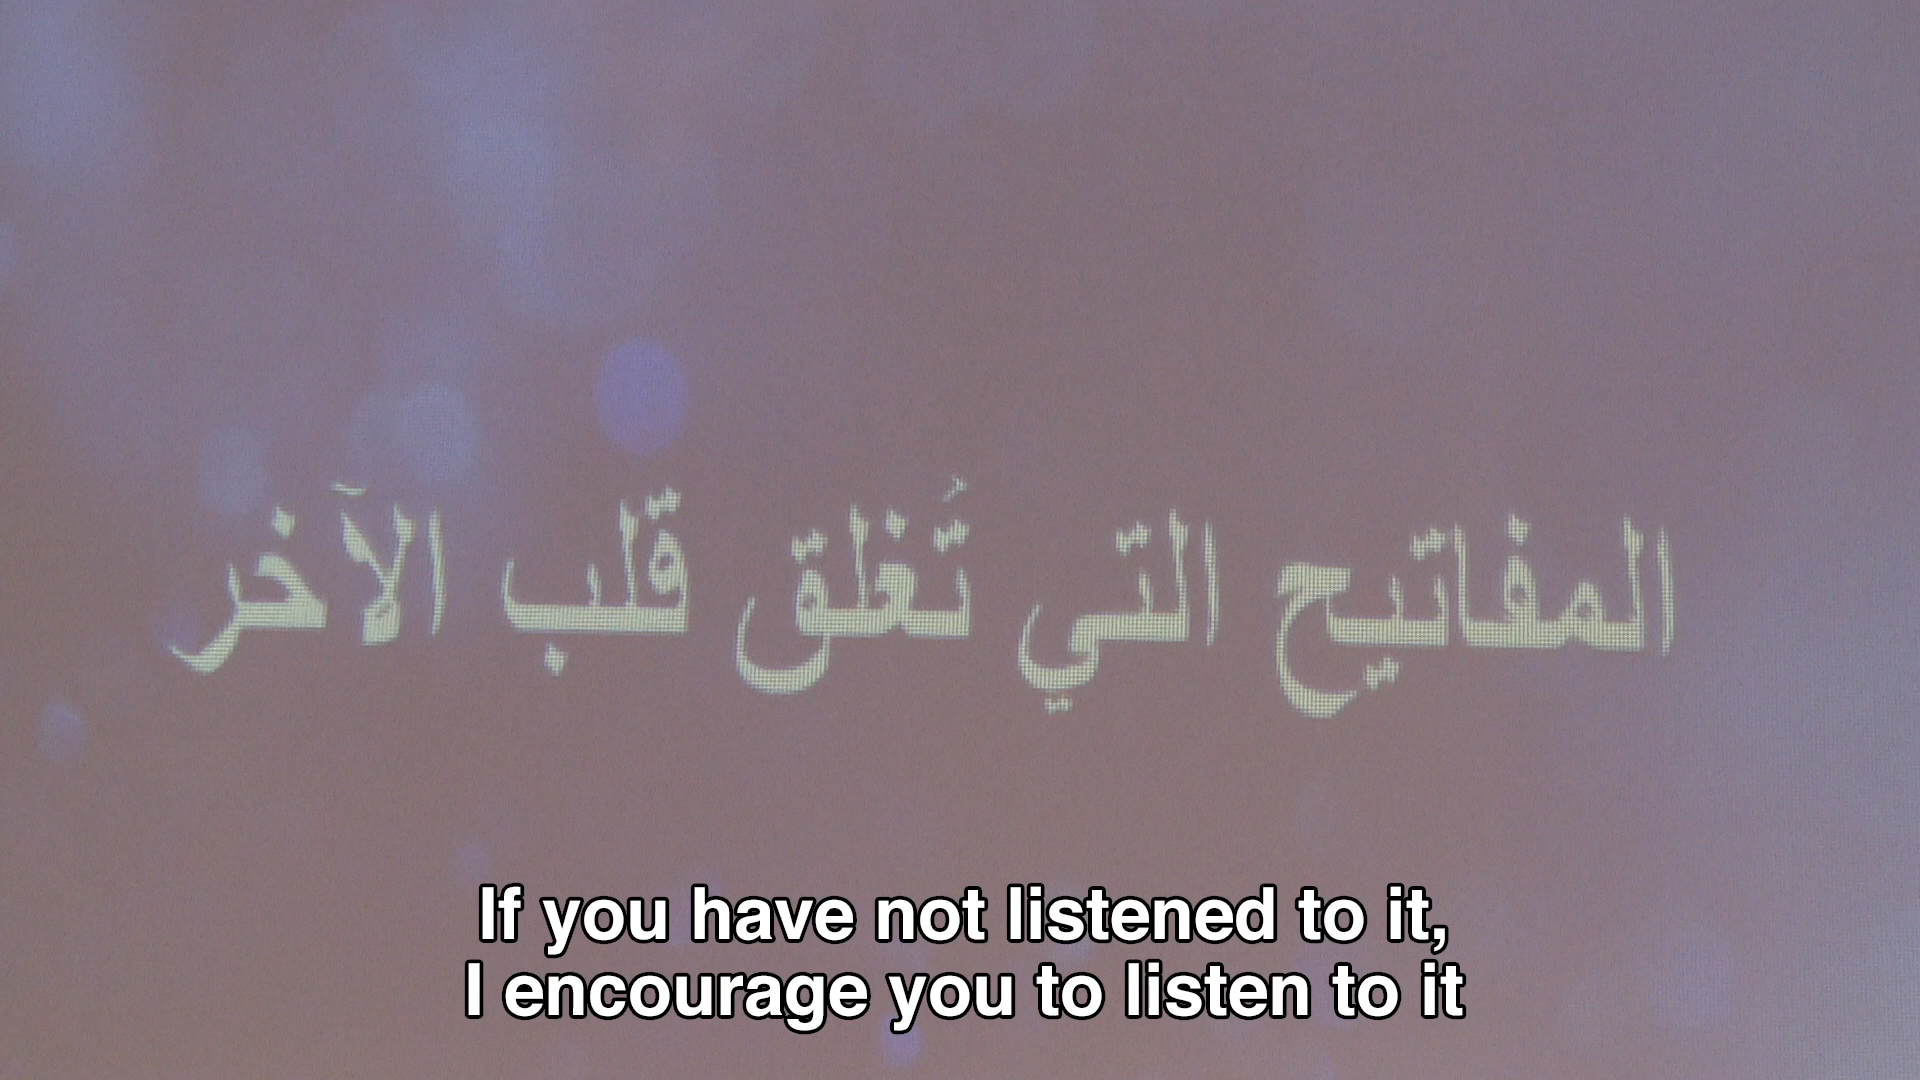 المفاتيح التي تُغلق قلب الآخر
If you have not listened to it,
I encourage you to listen to it